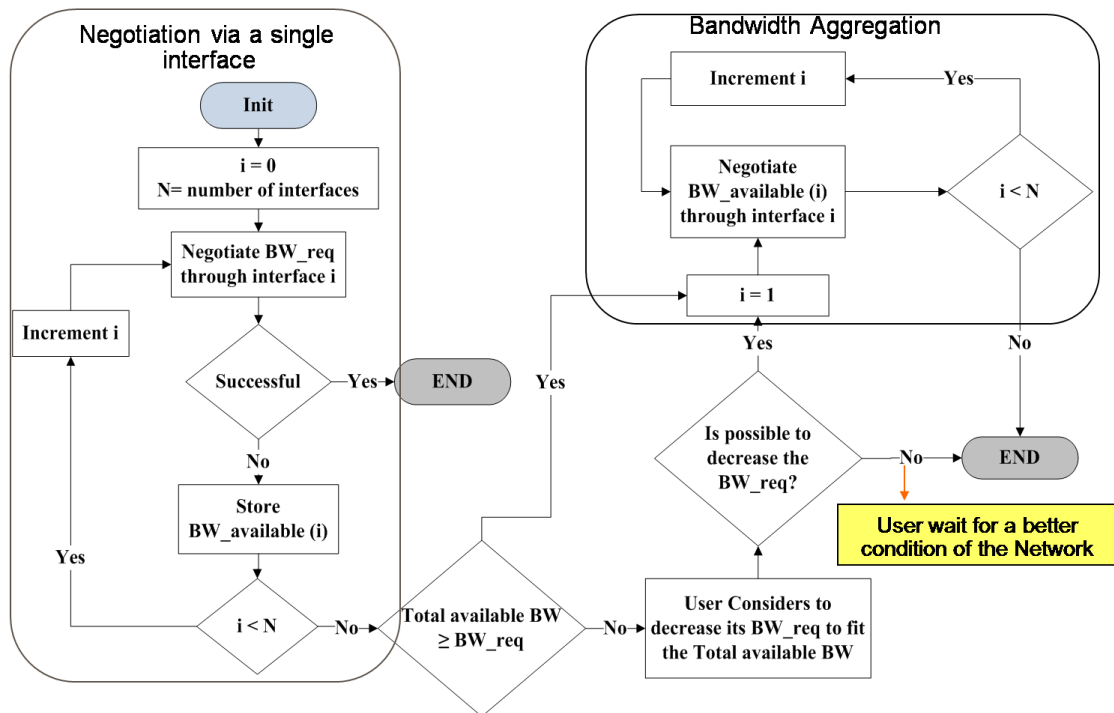 Negotiation via a single
interface
Init
i = 0
N= number of interfaces
Negotiate BW_req
through interface i
Increment i
Successful
Yes
END
No
Store
BW_available (i)
Yes
i < N
No
Total available BW
≥ BW_req
Yes
No
User Considers to
decrease its BW_req to fit
the Total available BW
Is possible to
decrease the
BW_req?
Yes
No
END
User wait for a better
condition of the Network
Bandwidth Aggregation
Increment i
Yes
Negotiate
BW_available (i)
through interface i
i < N
i = 1
No